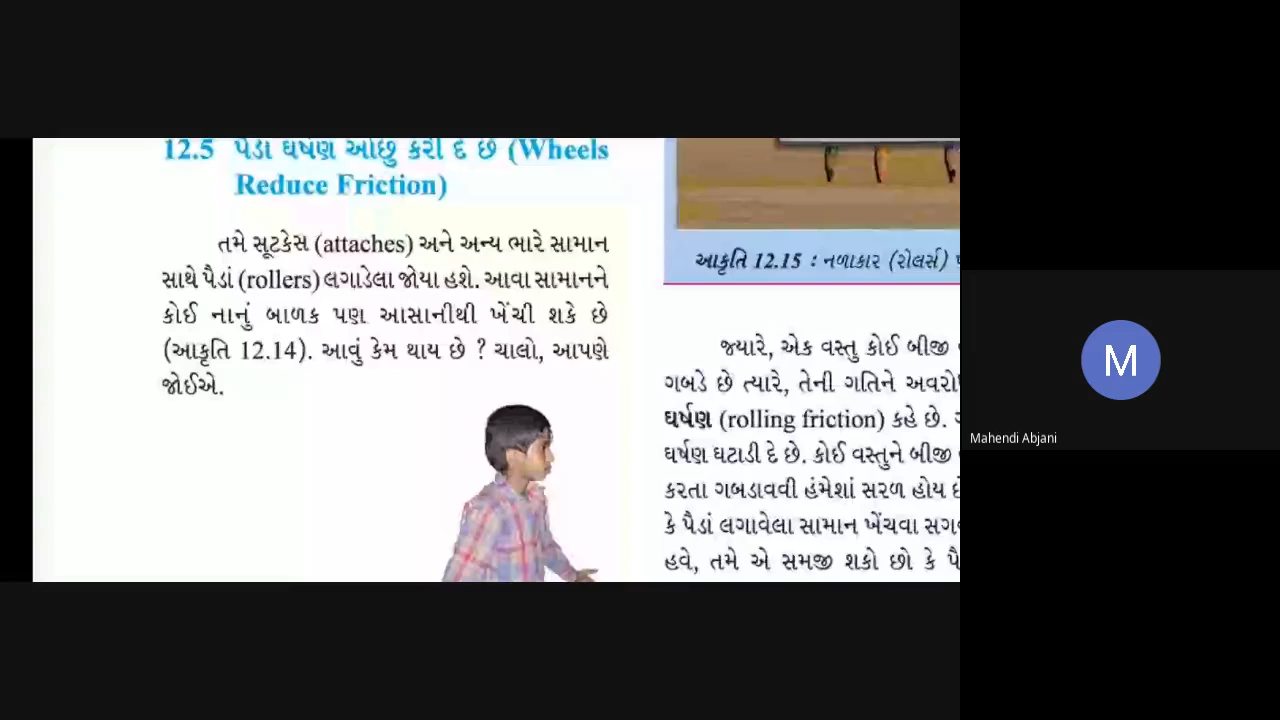 12.5 પૈડાં ઘર્ષણ ઓછું કરી દે છે (Wheels
Reduce Friction)
તમે સૂટકેસ (attaches) અને અન્ય ભારે સામાન
સાથે પૈડાં (rollers) લગાડેલા જોયા હશે. આવા સામાનને
કોઈ નાનું બાળક પણ આસાનીથી ખેંચી શકે છે
(આકૃતિ 12.14). આવું કેમ થાય છે ? ચાલો, આપણે
જોઈએ.
આકૃતિ 12.15 : નળાકાર (રોલર્સ)
જ્યારે, એક વસ્તુ કોઈ બીજી
ગબડે છે ત્યારે, તેની ગતિને
ઘર્ષણ (rolling friction) કહે છે.
ઘર્ષણ ઘટાડી દે છે. કોઈ વસ્તુને બીજી
કરતા ગબડાવવી હંમેશાં સરળ હોય
કે પૈડાં લગાવેલા સામાન ખેંચવા
હવે, તમે એ સમજી શકો છો કે
M
Mahendi Abjani